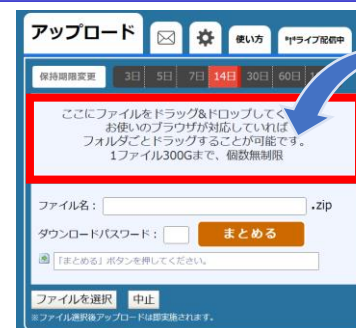 アップロード 使い方 ライブ配信中
保持期限変更 3日 5日 7日 14日 30日 60日
ここにファイルをドラッグ&ドロップしてく
お使いのブラウザが対応していれば
フォルダごとドラッグすることが可能です。
1ファイル300Gまで、個数無制限
ファイル名： .zip
ダウンロードパスワード： まとめる
「まとめる」ボタンを押してください。
ファイルを選択 中止
※ファイル選択後アップロードは即実施されます。